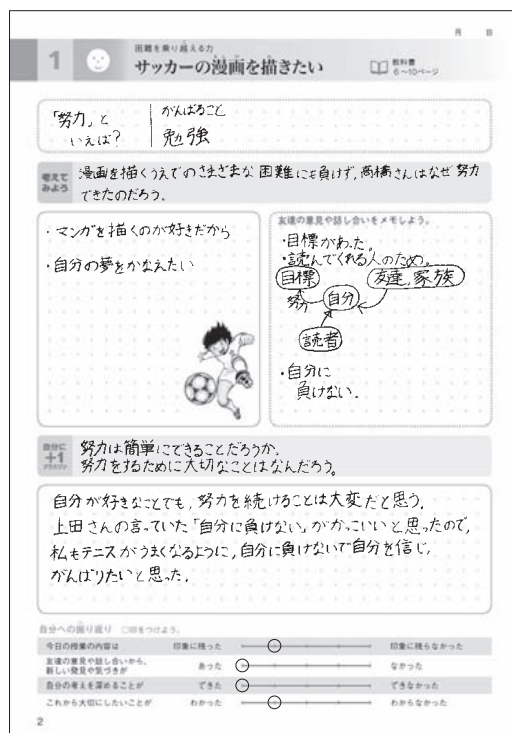 月 日
1
困難を乗り越える力
サッカーの漫画を描きたい
教科書
6〜10ページ
「努力」と
いえば?
がんばること
勉強
考えて
みよう
漫画を描くうえでのさまざまな困難にも負けず,高橋さんはなぜ努力
できたのだろう。
・マンガを描くのが好きだから
・自分の夢をかなえたい
友達の意見や話し合いをメモしよう。
・目標があった。
・読んでくれる人のため。
目標 友達、家族
努力 自分
読者
・自分に
負けない.
自分に
+1
プラスワン
努力は簡単にできることだろうか。
努力をするために大切なことはなんだろう。
自分が好きなことでも,努力を続けることは大変だと思う.
上田さんの言っていた「自分に負けない」がかっこいいと思ったので,
私もテニスがうまくなるように,自分に負けないで自分を信じ,
がんばりたいと思った.
自分への振り返り ○印をつけよう。
今日の授業の内容は 印象に残った 印象に残らなかった
友達の意見や話し合いから、
新しい発見や気づきが あった なかった
自分の考えを深めることが できた できなかった
これから大切にしたいことが わかった わからなかった
2